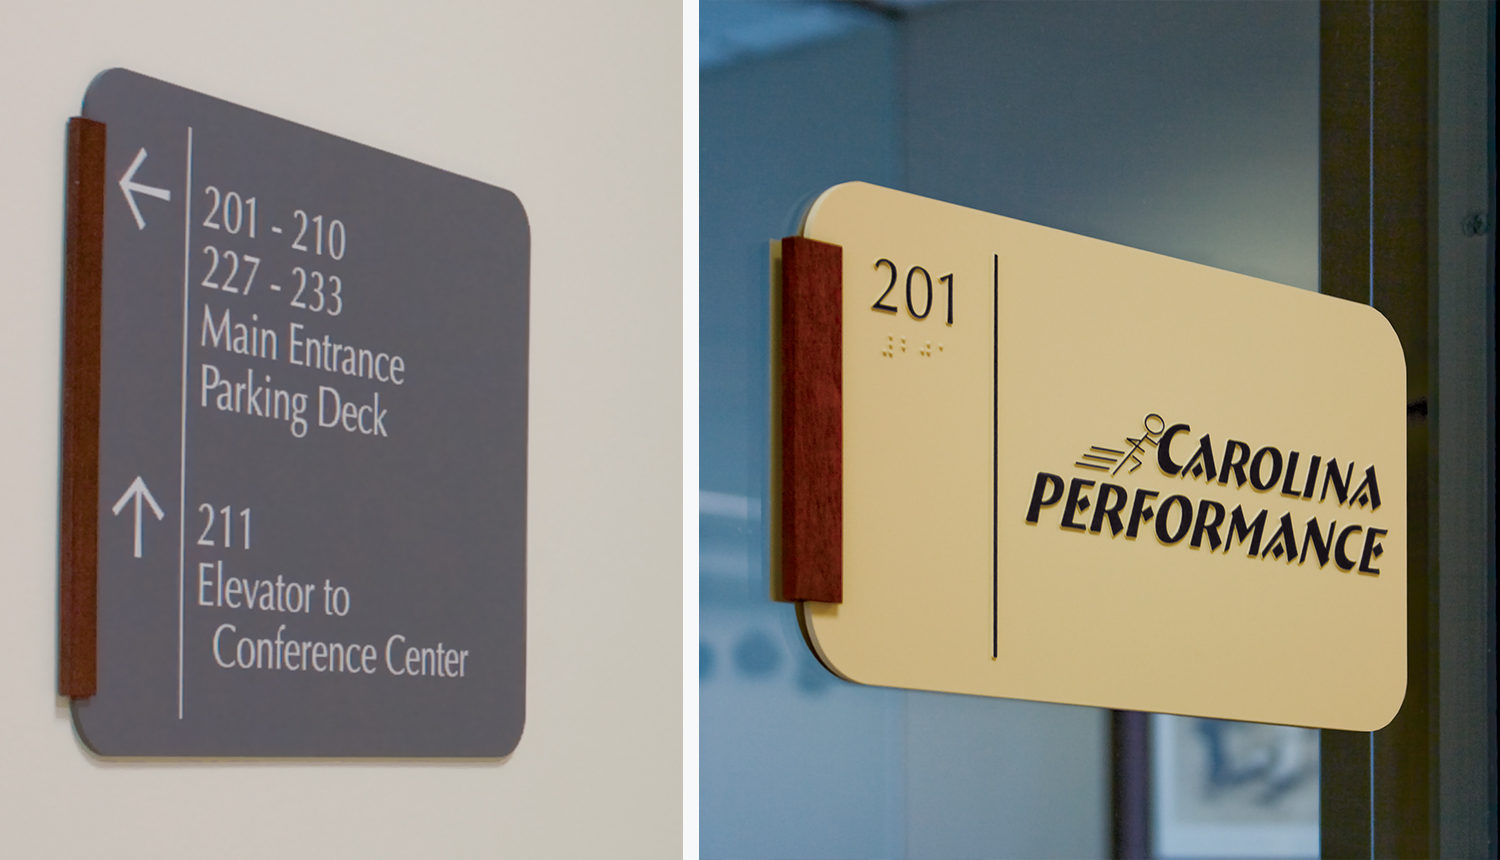 201 - 210
227 - 233
Main Entrance
Parking Deck
211
Elevator to
Conference Center
201
CAROLINA
PERFORMANCE